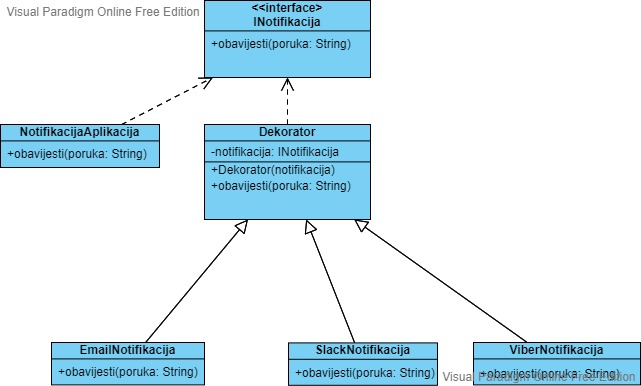 Visual Paradigm Online Free Edition
<<interface>>
INotifikacija
+obavijesti(poruka: String)
NotifikacijaAplikacija
+obavijesti(poruka: String)
Dekorator
-notifikacija: INotifikacija
+Dekorator(notifikacija)
+obavijesti(poruka: String)
EmailNotifikacija
+obavijesti(poruka: String)
SlackNotifikacija
+obavijesti(poruka: String)
ViberNotifikacija
+obavijesti(poruka: String)
Visual Paradigm Online Free Edition